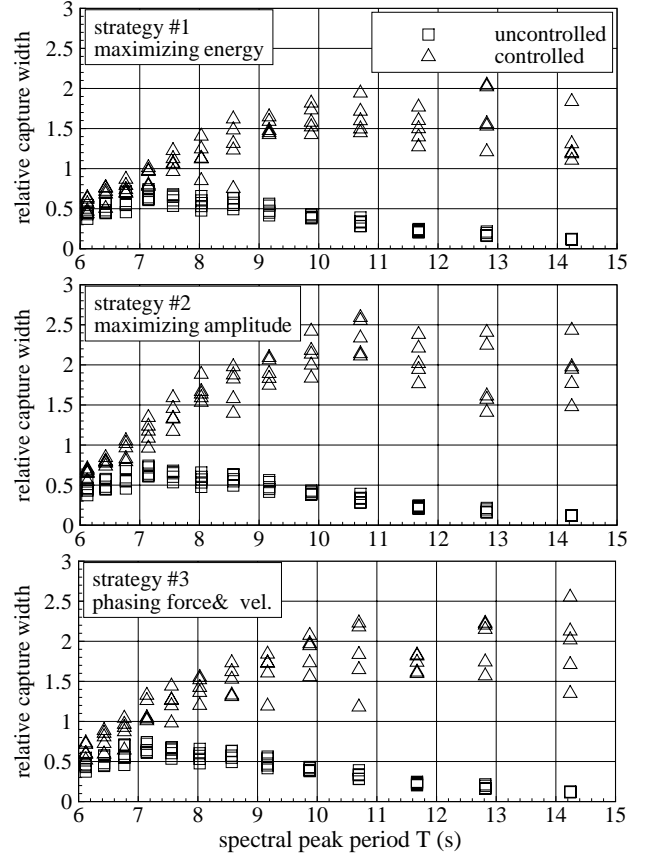 strategy #1
maximizing energy
uncontrolled
controlled
relative capture width
3
2.5
2
1.5
1
0.5
0
6 7 8 9 10 11 12 13 14 15
strategy #2
maximizing amplitude
relative capture width
3
2.5
2
1.5
1
0.5
0
6 7 8 9 10 11 12 13 14 15
strategy #3
phasing force& vel.
relative capture width
3
2.5
2
1.5
1
0.5
0
6 7 8 9 10 11 12 13 14 15
spectral peak period T (s)